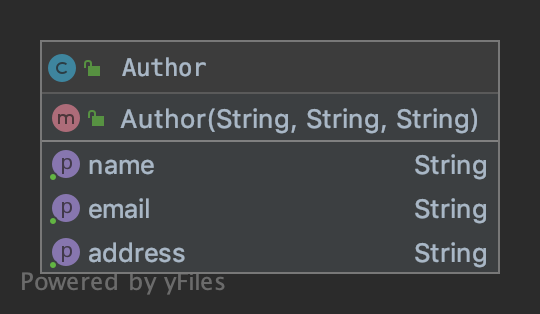 C Author
m Author(String, String, String)
p name String
p email String
p address String
Powered by yFiles